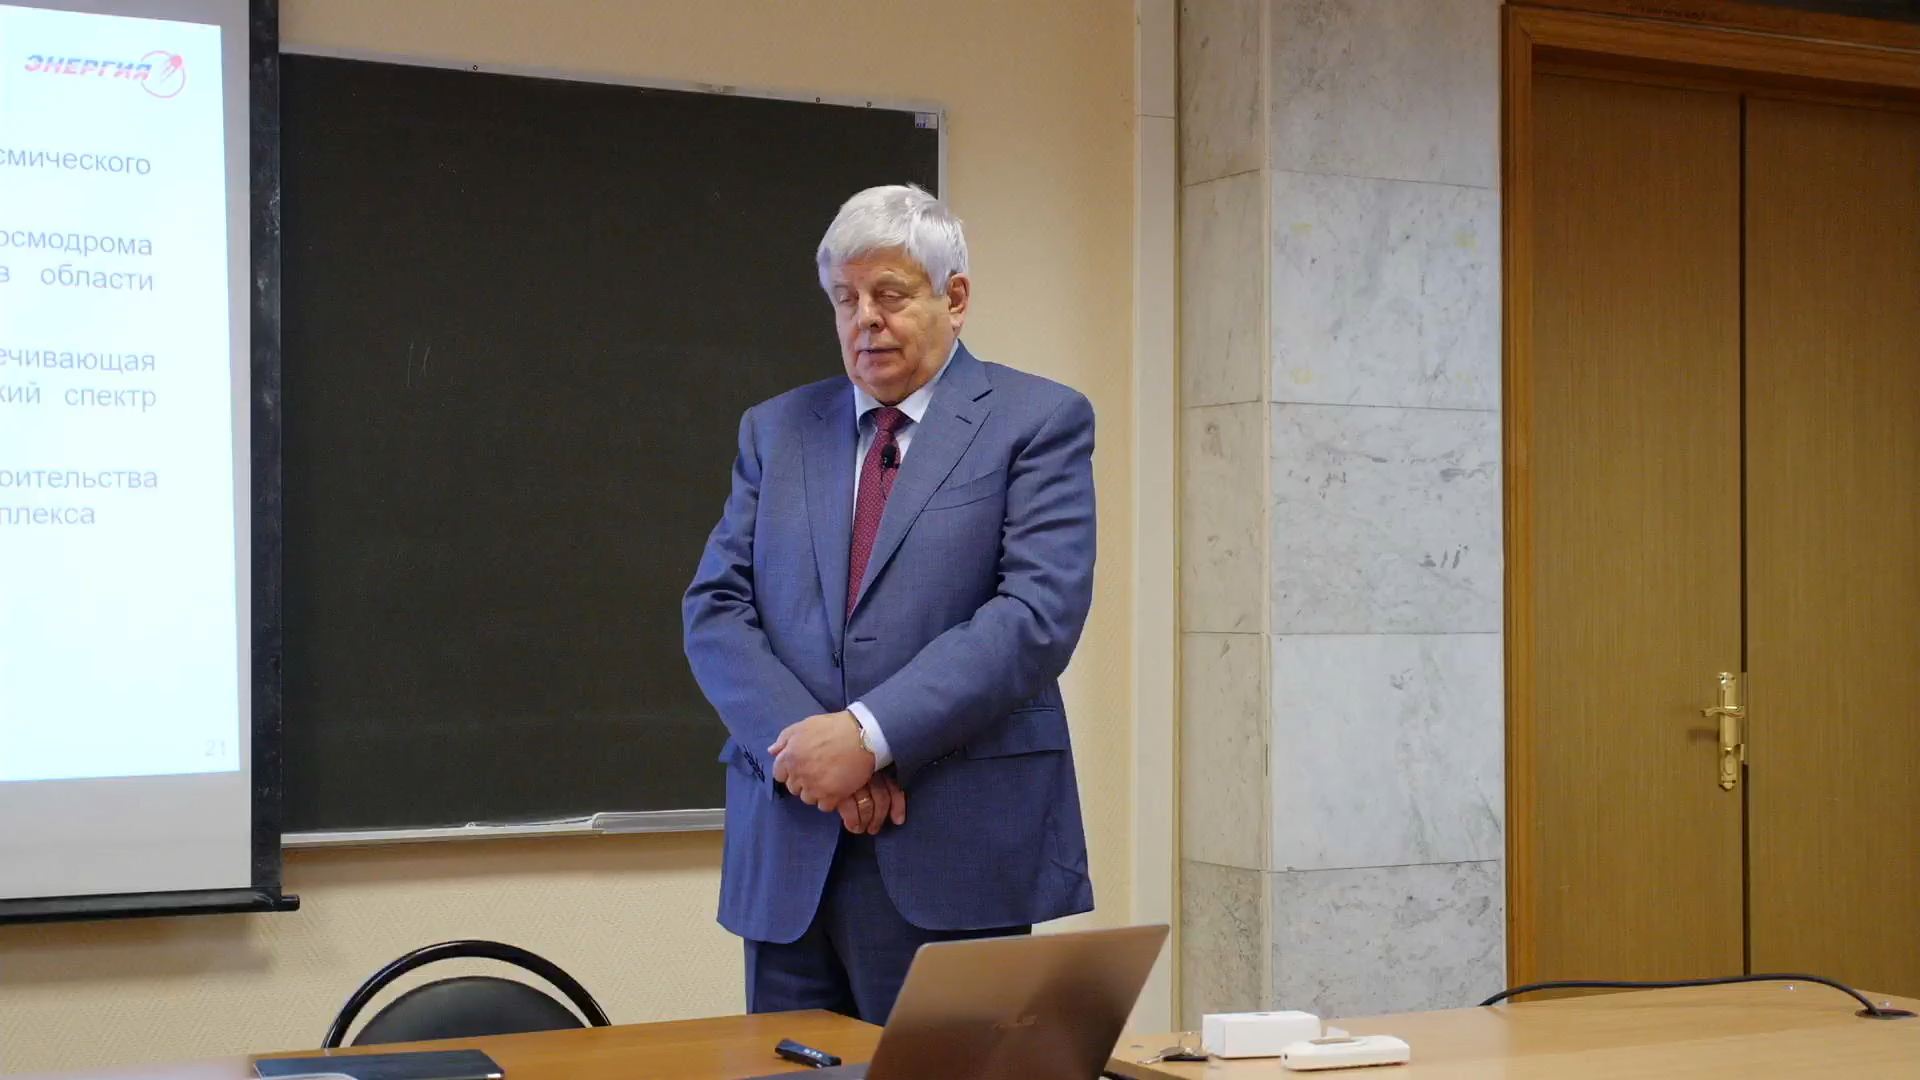 ЭНЕРГИЯ
смического
осмодрома
в области
ечивающая
кий спектр
оительства
плекса
21